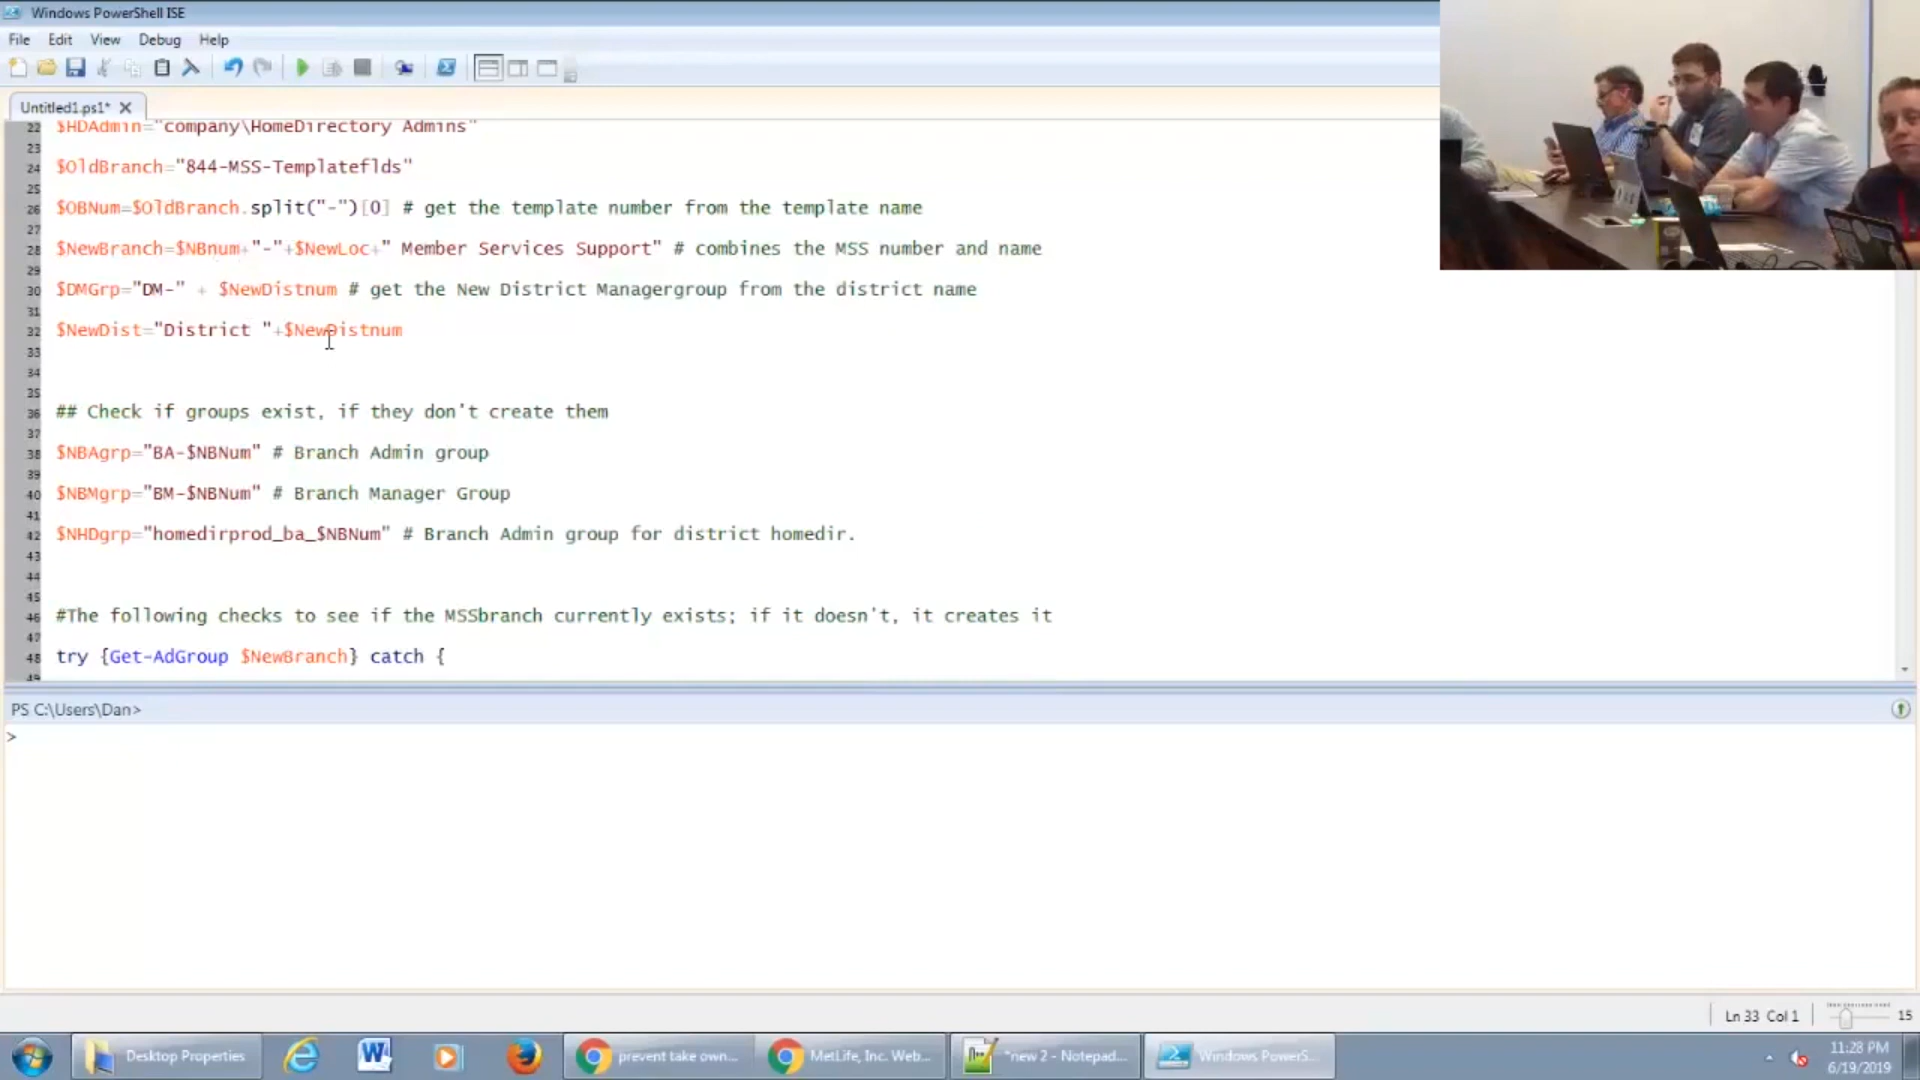 Windows PowerShell ISE
File Edit View Debug Help
Untitled1.ps1*
22 $HDAdmin="company\HomeDirectory Admins"
23
24 $OldBranch="844-MSS-Templateflds"
25
26 $OBNum=$OldBranch.split("-")[0] # get the template number from the template name
27
28 $NewBranch=$NBnum+"-"+$NewLoc+" Member Services Support" # combines the MSS number and name
29
30 $DMGrp="DM-" + $NewDistnum # get the New District Managergroup from the district name
31
32 $NewDist="District "+$NewDistnum
33
34
35
36 ## Check if groups exist, if they don't create them
37
38 $NBAgrp="BA-$NBNum" # Branch Admin group
39
40 $NBMgrp="BM-$NBNum" # Branch Manager Group
41
42 $NHDgrp="homedirprod_ba_$NBNum" # Branch Admin group for district homedir.
43
44
45
46 #The following checks to see if the MSSbranch currently exists; if it doesn't, it creates it
47
48 try {Get-AdGroup $NewBranch} catch {
49
PS C:\Users\Dan>
>
Ln 33 Col 1 15
Desktop Properties prevent take own... MetLife, Inc. Web... *new 2 - Notepad... Windows PowerS... 11:28 PM
6/19/2019